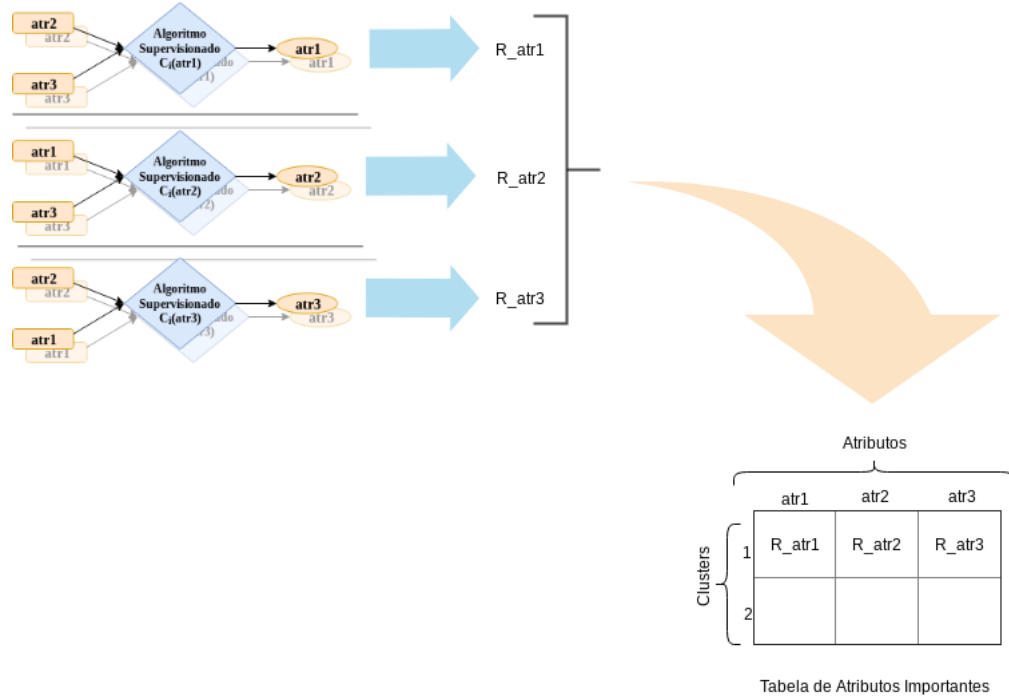 atr2
atr2
atr3
atr3
Algoritmo
Supervisionado
Cᵢ(atr1)
atr1
atr1
R_atr1
atr1
atr1
atr3
atr3
Algoritmo
Supervisionado
Cᵢ(atr2)
atr2
atr2
R_atr2
atr2
atr2
atr1
atr1
Algoritmo
Supervisionado
Cᵢ(atr3)
atr3
atr3
R_atr3
Atributos
atr1 atr2 atr3
Clusters
1 R_atr1 R_atr2 R_atr3
2
Tabela de Atributos Importantes